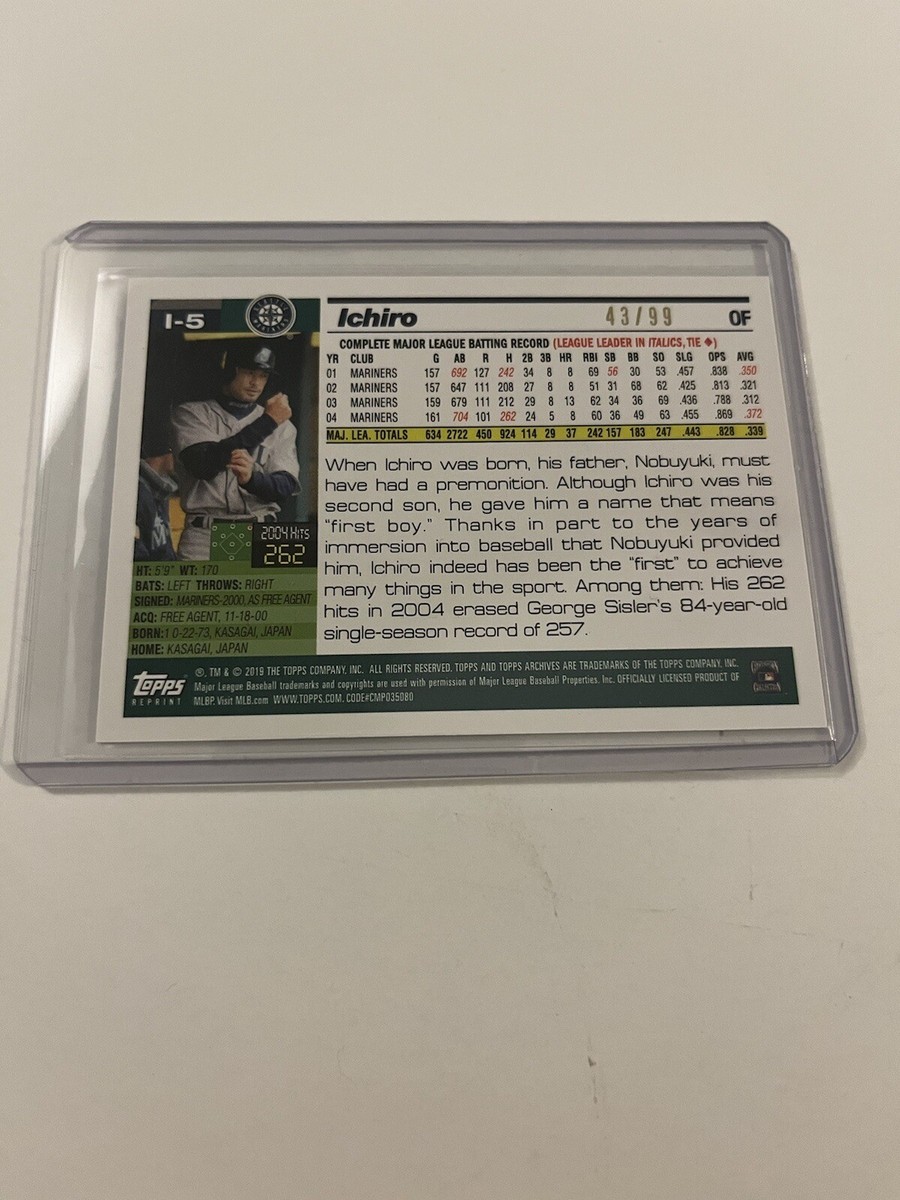 I-5
Ichiro 43/99 OF
COMPLETE MAJOR LEAGUE BATTING RECORD (LEAGUE LEADER IN ITALICS, TIE ◆)
YR CLUB G AB R H 2B 3B HR RBI SB BB SO SLG OPS AVG
01 MARINERS 157 692 127 242 34 8 8 69 56 30 53 .457 .838 .350
02 MARINERS 157 647 111 208 27 8 8 51 31 68 62 .425 .813 .321
03 MARINERS 159 679 111 212 29 8 13 62 34 36 69 .436 .788 .312
04 MARINERS 161 704 101 262 24 5 8 60 36 49 63 .455 .869 .372
MAJ. LEA. TOTALS 634 2722 450 924 114 29 37 242 157 183 247 .443 .828 .339
When Ichiro was born, his father, Nobuyuki, must
have had a premonition. Although Ichiro was his
second son, he gave him a name that means
"first boy." Thanks in part to the years of
immersion into baseball that Nobuyuki provided
him, Ichiro indeed has been the "first" to achieve
many things in the sport. Among them: His 262
hits in 2004 erased George Sisler's 84-year-old
single-season record of 257.
2004 HITS
262
HT: 5'9" WT: 170
BATS: LEFT THROWS: RIGHT
SIGNED: MARINERS-2000, AS FREE AGENT
ACQ: FREE AGENT, 11-18-00
BORN:1 0-22-73, KASAGAI, JAPAN
HOME: KASAGAI, JAPAN
topps
REPRINT
®, TM & © 2019 THE TOPPS COMPANY, INC. ALL RIGHTS RESERVED. TOPPS AND TOPPS ARCHIVES ARE TRADEMARKS OF THE TOPPS COMPANY, INC.
Major League Baseball trademarks and copyrights are used with permission of Major League Baseball Properties, Inc. OFFICIALLY LICENSED PRODUCT OF
MLBP. Visit MLB.com WWW.TOPPS.COM. CODE#CMP035080